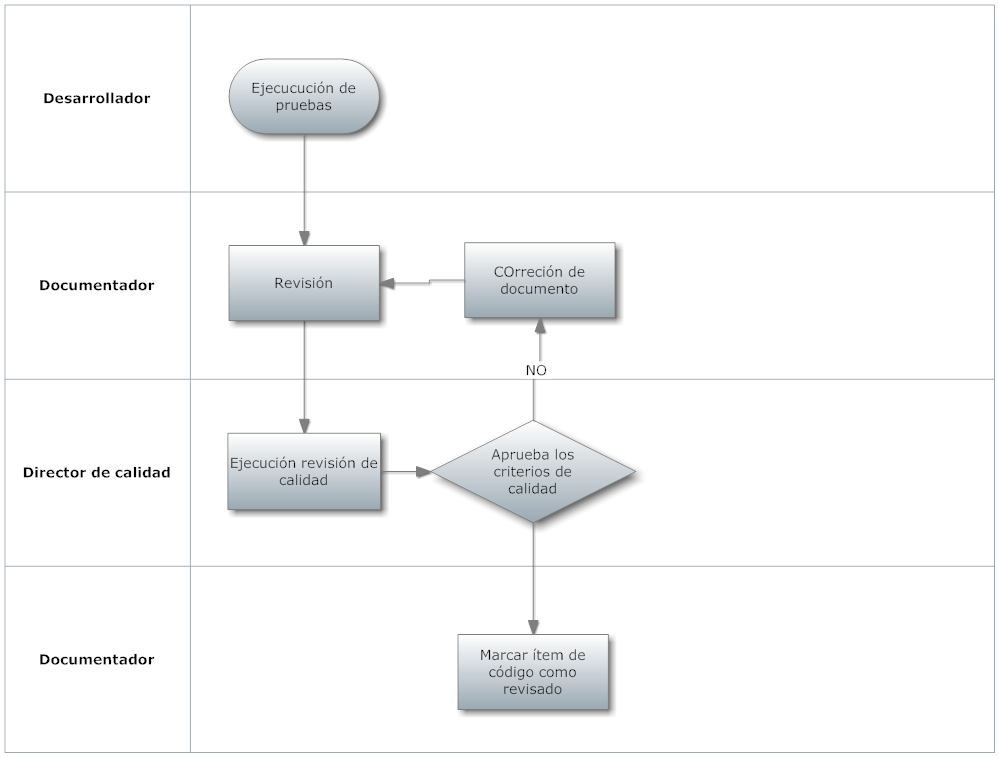 Desarrollador
Ejecucución de
pruebas
Documentador
Revisión
COrreción de
documento
NO
Director de calidad
Ejecución revisión de
calidad
Aprueba los
criterios de
calidad
Documentador
Marcar ítem de
código como
revisado